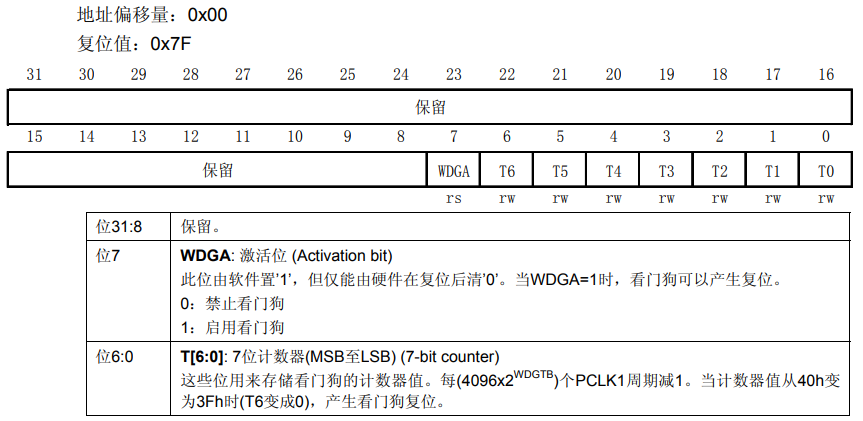 地址偏移量：0x00
复位值：0x7F
31 30 29 28 27 26 25 24 23 22 21 20 19 18 17 16
保留
15 14 13 12 11 10 9 8 7 6 5 4 3 2 1 0
保留 WDGA T6 T5 T4 T3 T2 T1 T0
rs rw rw rw rw rw rw rw
位31:8 保留。
位7 WDGA: 激活位 (Activation bit)
此位由软件置'1'，但仅能由硬件在复位后清'0'。当WDGA=1时，看门狗可以产生复位。
0：禁止看门狗
1：启用看门狗
位6:0 T[6:0]: 7位计数器(MSB至LSB) (7-bit counter)
这些位用来存储看门狗的计数器值。每(4096x2^WDGTB)个PCLK1周期减1。当计数器值从40h变
为3Fh时(T6变成0)，产生看门狗复位。